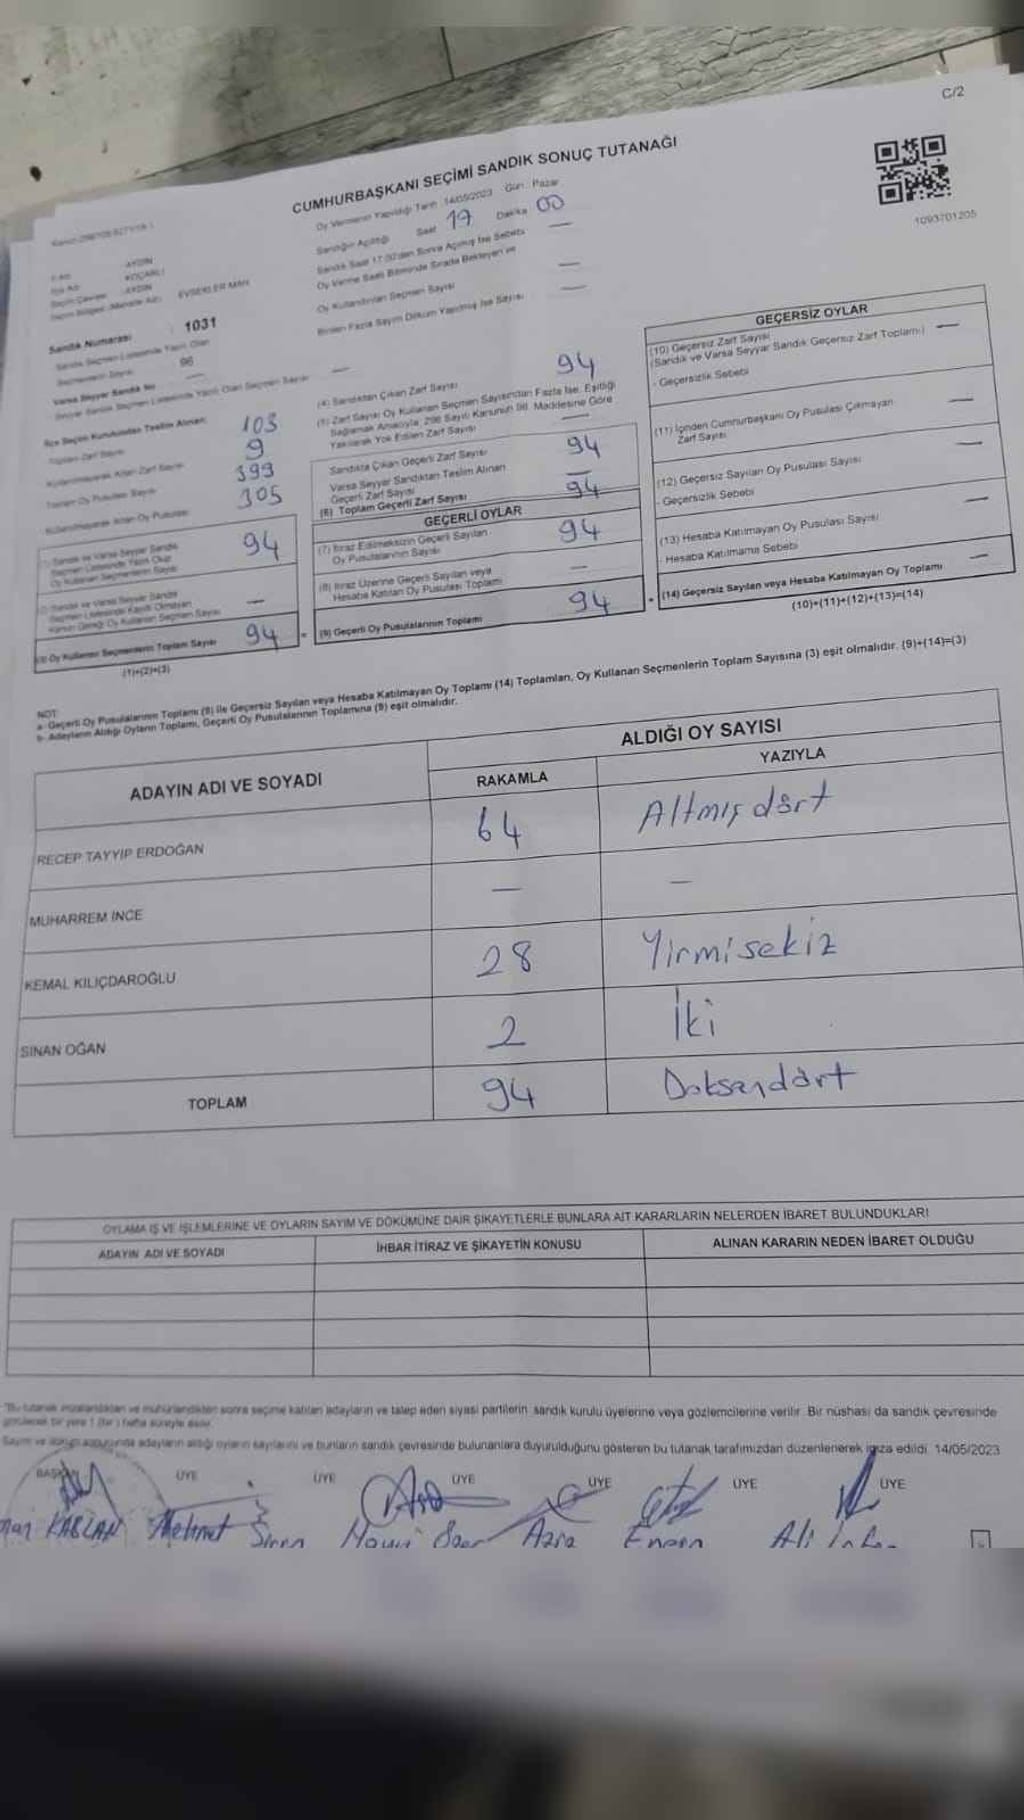 C/2
CUMHURBAŞKANI SEÇİMİ SANDIK SONUÇ TUTANAĞI
Oy Vermenin Yapıldığı Tarih 14/05/2023 Gün: Pazar
Sandığın Açıldığı Saat 17 Dakika 00
Sandık Saat 17.00'den Sonra Açılmış İse Sebebi —
Oy Verme Saati Bitiminde Sırada Bekleyen ve
Oy Kullandırılan Seçmen Sayısı —
Birden Fazla Sayım Döküm Yapılmış İse Sayısı —
1093701205
AYDIN
KOÇARLI
AYDIN
EVSEKLER MAH.
Sandık Numarası : 1031
Sandık Seçmen Listesinde Yazılı Olan
Seçmenlerin Sayısı 96
Varsa Seyyar Sandık No —
Seyyar Sandık Seçmen Listesinde Yazılı Olan Seçmen Sayısı —
İlçe Seçim Kurulundan Teslim Alınan:
Toplam Zarf Sayısı 103
Kullanılmayarak Artan Zarf Sayısı 9
Toplam Oy Pusulası Sayısı 399
Kullanılmayarak Artan Oy Pusulası 305
(1) Sandık ve Varsa Seyyar Sandık
Seçmen Listesinde Yazılı Olup
Oy Kullanan Seçmenlerin Sayısı 94
(2) Sandık ve Varsa Seyyar Sandık
Seçmen Listesinde Kayıtlı Olmayan
Kanun Gereği Oy Kullanan Seçmen Sayısı —
(3) Oy Kullanan Seçmenlerin Toplam Sayısı 94
(1)+(2)=(3)
(4) Sandıktan Çıkan Zarf Sayısı 94
(5) Zarf Sayısı Oy Kullanan Seçmen Sayısından Fazla İse, Eşitliği
Sağlamak Amacıyla, 298 Sayılı Kanunun 98. Maddesine Göre
Yakılarak Yok Edilen Zarf Sayısı —
Sandıkta Çıkan Geçerli Zarf Sayısı 94
Varsa Seyyar Sandıktan Teslim Alınan
Geçerli Zarf Sayısı —
(6) Toplam Geçerli Zarf Sayısı 94
GEÇERLİ OYLAR
(7) İtiraz Edilmeksizin Geçerli Sayılan
Oy Pusulalarının Sayısı 94
(8) İtiraz Üzerine Geçerli Sayılan veya
Hesaba Katılan Oy Pusulası Toplamı —
(9) Geçerli Oy Pusulalarının Toplamı 94
GEÇERSİZ OYLAR
(10) Geçersiz Zarf Sayısı
(Sandık ve Varsa Seyyar Sandık Geçersiz Zarf Toplamı) —
- Geçersizlik Sebebi
(11) İçinden Cumhurbaşkanı Oy Pusulası Çıkmayan
Zarf Sayısı —
(12) Geçersiz Sayılan Oy Pusulası Sayısı —
- Geçersizlik Sebebi
(13) Hesaba Katılmayan Oy Pusulası Sayısı —
Hesaba Katılmama Sebebi
(14) Geçersiz Sayılan veya Hesaba Katılmayan Oy Toplamı —
(10)+(11)+(12)+(13)=(14)
NOT:
a- Geçerli Oy Pusulalarının Toplamı (9) ile Geçersiz Sayılan veya Hesaba Katılmayan Oy Toplamı (14) Toplamları, Oy Kullanan Seçmenlerin Toplam Sayısına (3) eşit olmalıdır. (9)+(14)=(3)
b- Adayların Aldığı Oyların Toplamı, Geçerli Oy Pusulalarının Toplamına (9) eşit olmalıdır.
ADAYIN ADI VE SOYADI
ALDIĞI OY SAYISI
RAKAMLA YAZIYLA
RECEP TAYYIP ERDOĞAN 64 Altmış dört
MUHARREM İNCE — —
KEMAL KILIÇDAROĞLU 28 Yirmi sekiz
SİNAN OĞAN 2 İki
TOPLAM 94 Doksandört
OYLAMA İŞ VE İŞLEMLERİNE VE OYLARIN SAYIM VE DÖKÜMÜNE DAİR ŞİKAYETLERLE BUNLARA AİT KARARLARIN NELERDEN İBARET BULUNDUKLARI
ADAYIN ADI VE SOYADI İHBAR İTİRAZ VE ŞİKAYETİN KONUSU ALINAN KARARIN NEDEN İBARET OLDUĞU
"Bu tutanak imzalandıktan ve mühürlendikten sonra seçime katılan adayların ve talep eden siyasi partilerin sandık kurulu üyelerine veya gözlemcilerine verilir. Bir nüshası da sandık çevresinde
görülecek bir yere 1 (bir) hafta süreyle asılır.
Sayım ve döküm sonucunda adayların aldığı oyların sayılarını ve bunların sandık çevresinde bulunanlara duyurulduğunu gösteren bu tutanak tarafımızdan düzenlenerek imza edildi. 14/05/2023
BAŞKAN ÜYE ÜYE ÜYE ÜYE ÜYE ÜYE
KABLAN Mehmet Aziz Ali